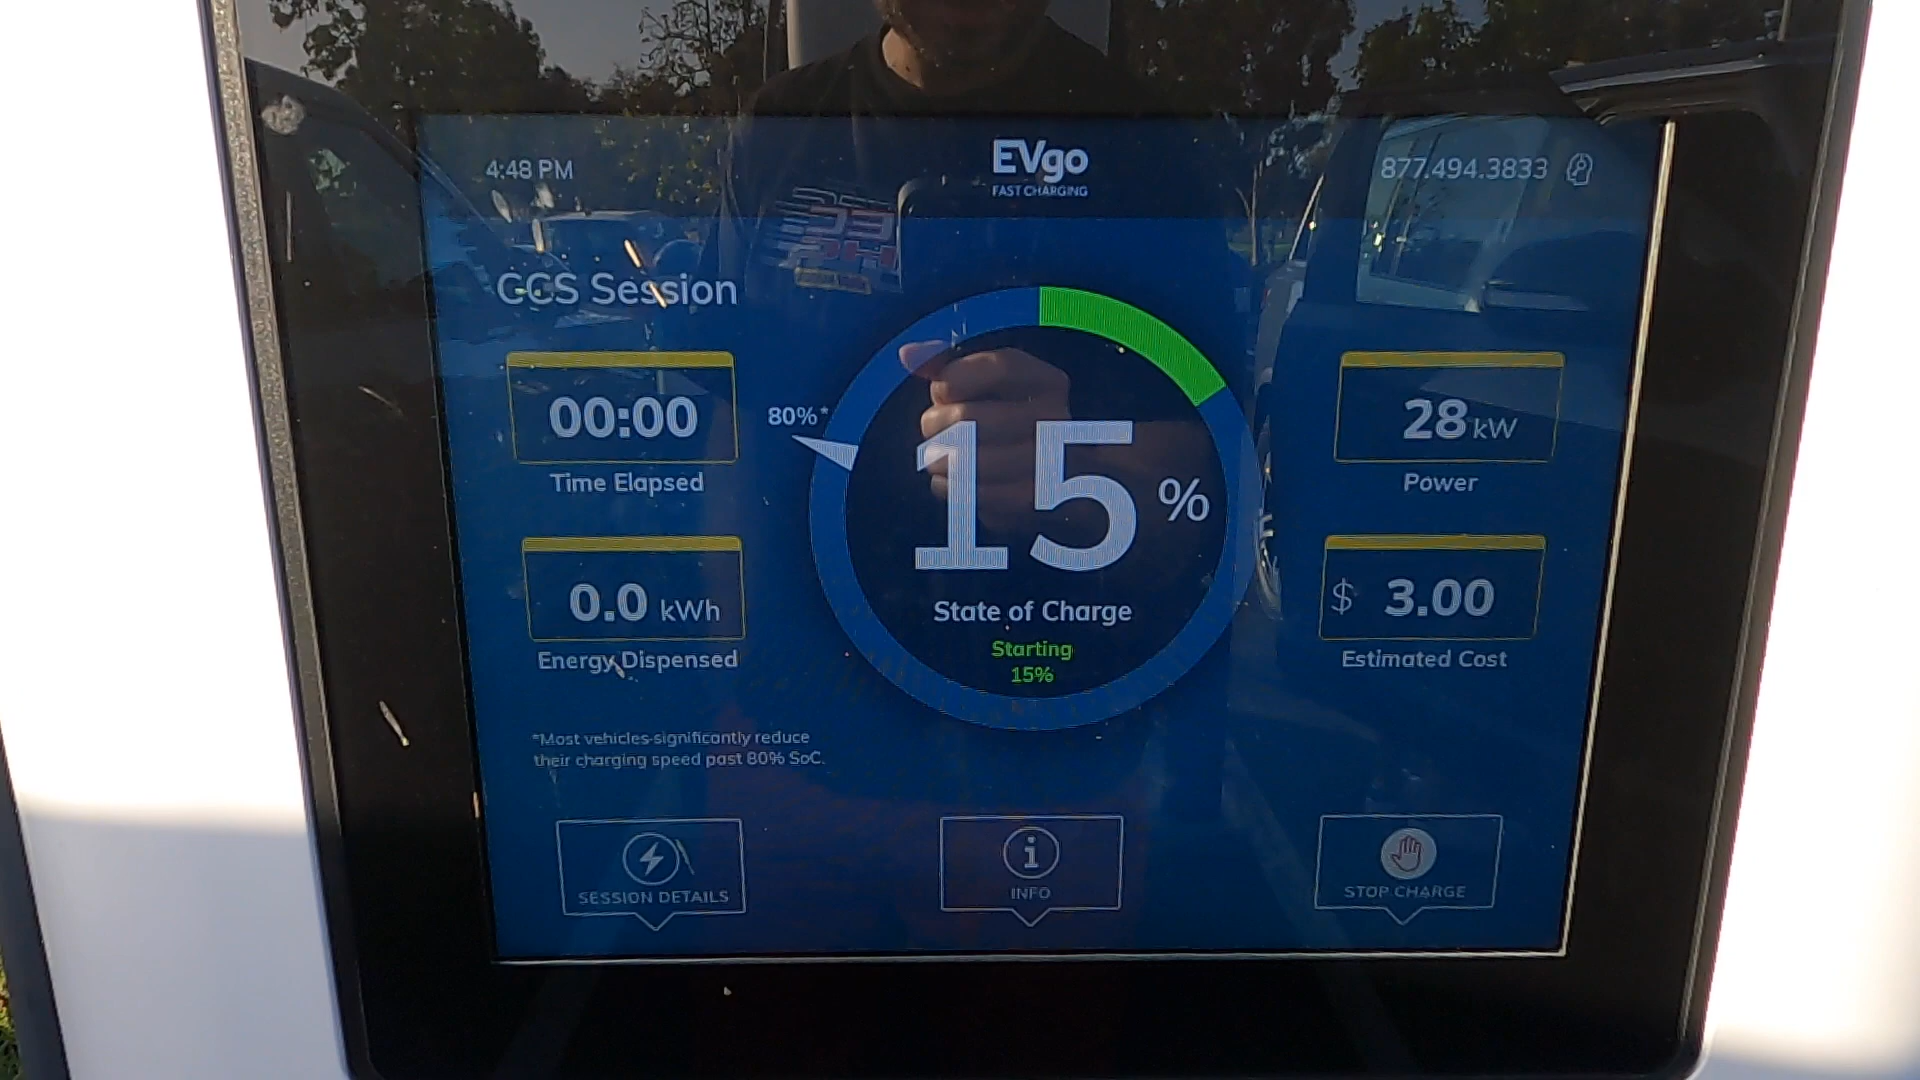 4:48 PM
EVgo
FAST CHARGING
877.494.3833
CCS Session
00:00
Time Elapsed
80%*
15 %
State of Charge
Starting
15%
28 kW
Power
0.0 kWh
Energy Dispensed
$ 3.00
Estimated Cost
*Most vehicles significantly reduce
their charging speed past 80% SoC.
SESSION DETAILS
i
INFO
STOP CHARGE